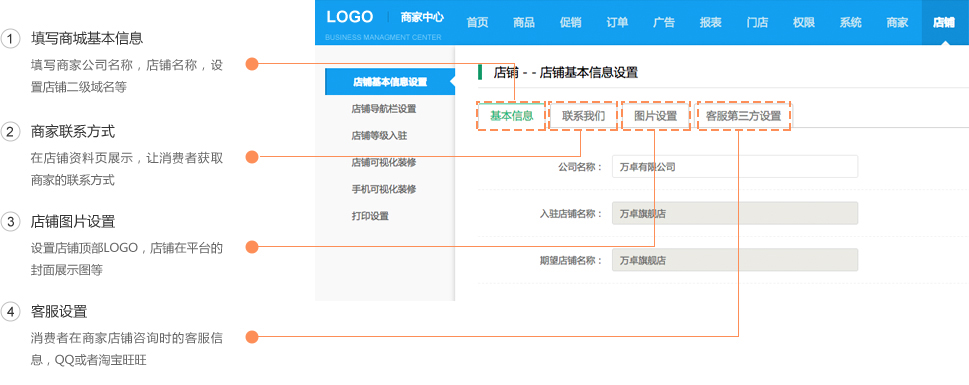 ① 填写商城基本信息
填写商家公司名称，店铺名称，设
置店铺二级域名等
② 商家联系方式
在店铺资料页展示，让消费者获取
商家的联系方式
③ 店铺图片设置
设置店铺顶部LOGO，店铺在平台的
封面展示图等
④ 客服设置
消费者在商家店铺咨询时的客服信
息，QQ或者淘宝旺旺
LOGO 商家中心 首页 商品 促销 订单 广告 报表 门店 权限 系统 商家 店铺
BUSINESS MANAGMENT CENTER
店铺基本信息设置
店铺导航栏设置
店铺等级入驻
店铺可视化装修
手机可视化装修
打印设置
店铺 - - 店铺基本信息设置
基本信息 联系我们 图片设置 客服第三方设置
公司名称： 万卓有限公司
入驻店铺名称： 万卓旗舰店
期望店铺名称： 万卓旗舰店